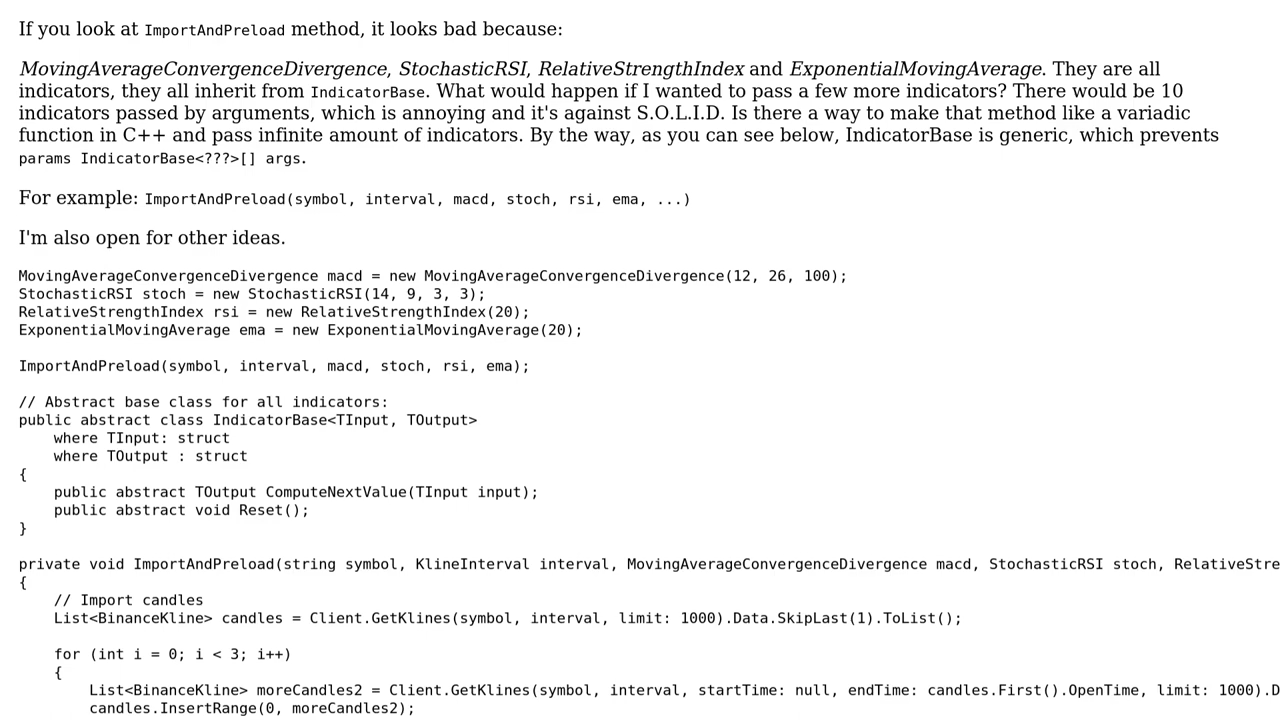 If you look at ImportAndPreload method, it looks bad because:
MovingAverageConvergenceDivergence, StochasticRSI, RelativeStrengthIndex and ExponentialMovingAverage. They are all
indicators, they all inherit from IndicatorBase. What would happen if I wanted to pass a few more indicators? There would be 10
indicators passed by arguments, which is annoying and it's against S.O.L.I.D. Is there a way to make that method like a variadic
function in C++ and pass infinite amount of indicators. By the way, as you can see below, IndicatorBase is generic, which prevents
params IndicatorBase<???>[] args.
For example: ImportAndPreload(symbol, interval, macd, stoch, rsi, ema, ...)
I'm also open for other ideas.
MovingAverageConvergenceDivergence macd = new MovingAverageConvergenceDivergence(12, 26, 100);
StochasticRSI stoch = new StochasticRSI(14, 9, 3, 3);
RelativeStrengthIndex rsi = new RelativeStrengthIndex(20);
ExponentialMovingAverage ema = new ExponentialMovingAverage(20);
ImportAndPreload(symbol, interval, macd, stoch, rsi, ema);
// Abstract base class for all indicators:
public abstract class IndicatorBase<TInput, TOutput>
    where TInput: struct
    where TOutput : struct
{
    public abstract TOutput ComputeNextValue(TInput input);
    public abstract void Reset();
}
private void ImportAndPreload(string symbol, KlineInterval interval, MovingAverageConvergenceDivergence macd, StochasticRSI stoch, RelativeStre
{
    // Import candles
    List<BinanceKline> candles = Client.GetKlines(symbol, interval, limit: 1000).Data.SkipLast(1).ToList();
    for (int i = 0; i < 3; i++)
    {
        List<BinanceKline> moreCandles2 = Client.GetKlines(symbol, interval, startTime: null, endTime: candles.First().OpenTime, limit: 1000).D
        candles.InsertRange(0, moreCandles2);